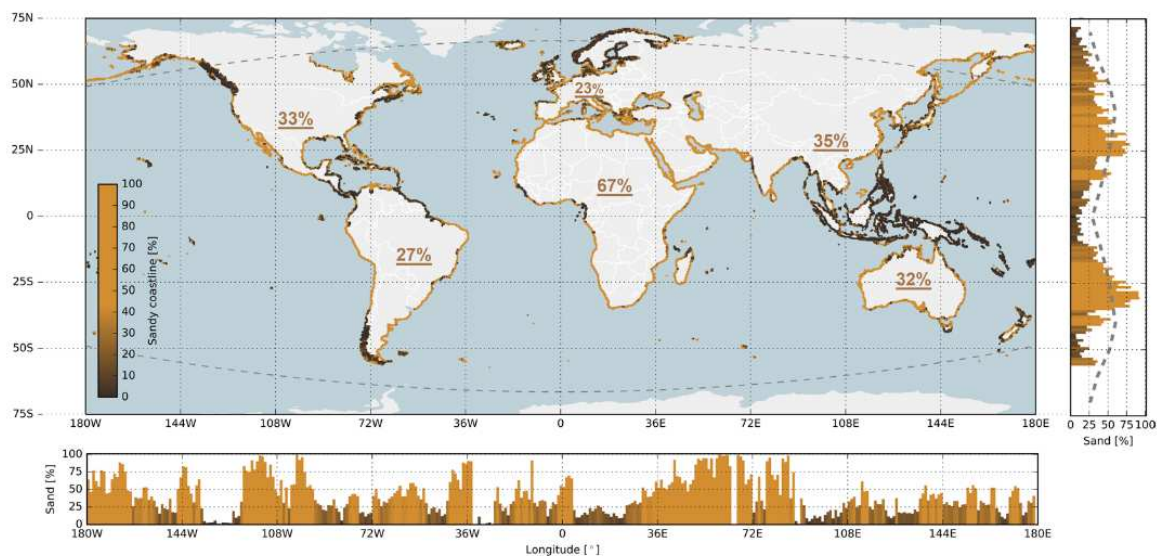 75N
50N
25N
0
25S
50S
75S
33%
23%
35%
67%
27%
32%
100
90
80
70
60
50
40
30
20
10
0
Sandy coastline [%]
180W 144W 108W 72W 36W 0 36E 72E 108E 144E 180E
0 25 50 75 100
Sand [%]
100
75
50
25
0
Sand [%]
180W 144W 108W 72W 36W 0 36E 72E 108E 144E 180E
Longitude [°]